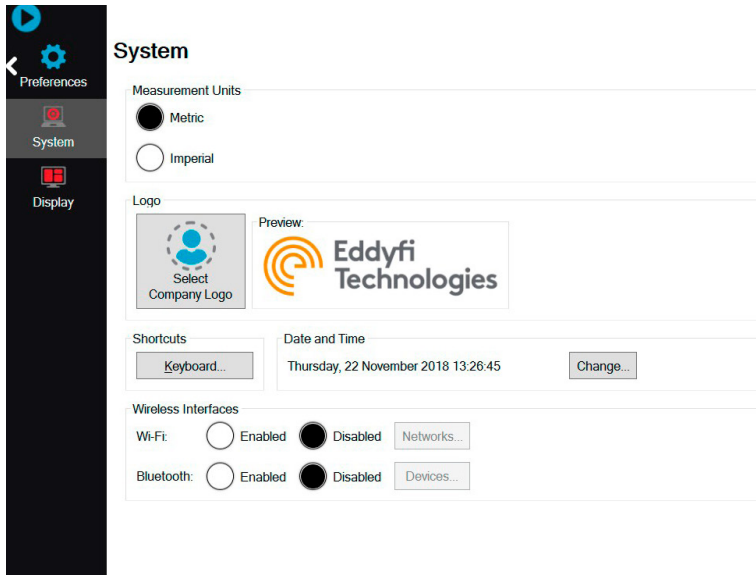 Preferences
System
Display
System
Measurement Units
Metric
Imperial
Logo
Select
Company Logo
Preview:
Eddyfi
Technologies
Shortcuts
Keyboard...
Date and Time
Thursday, 22 November 2018 13:26:45
Change...
Wireless Interfaces
Wi-Fi: Enabled Disabled Networks...
Bluetooth: Enabled Disabled Devices...